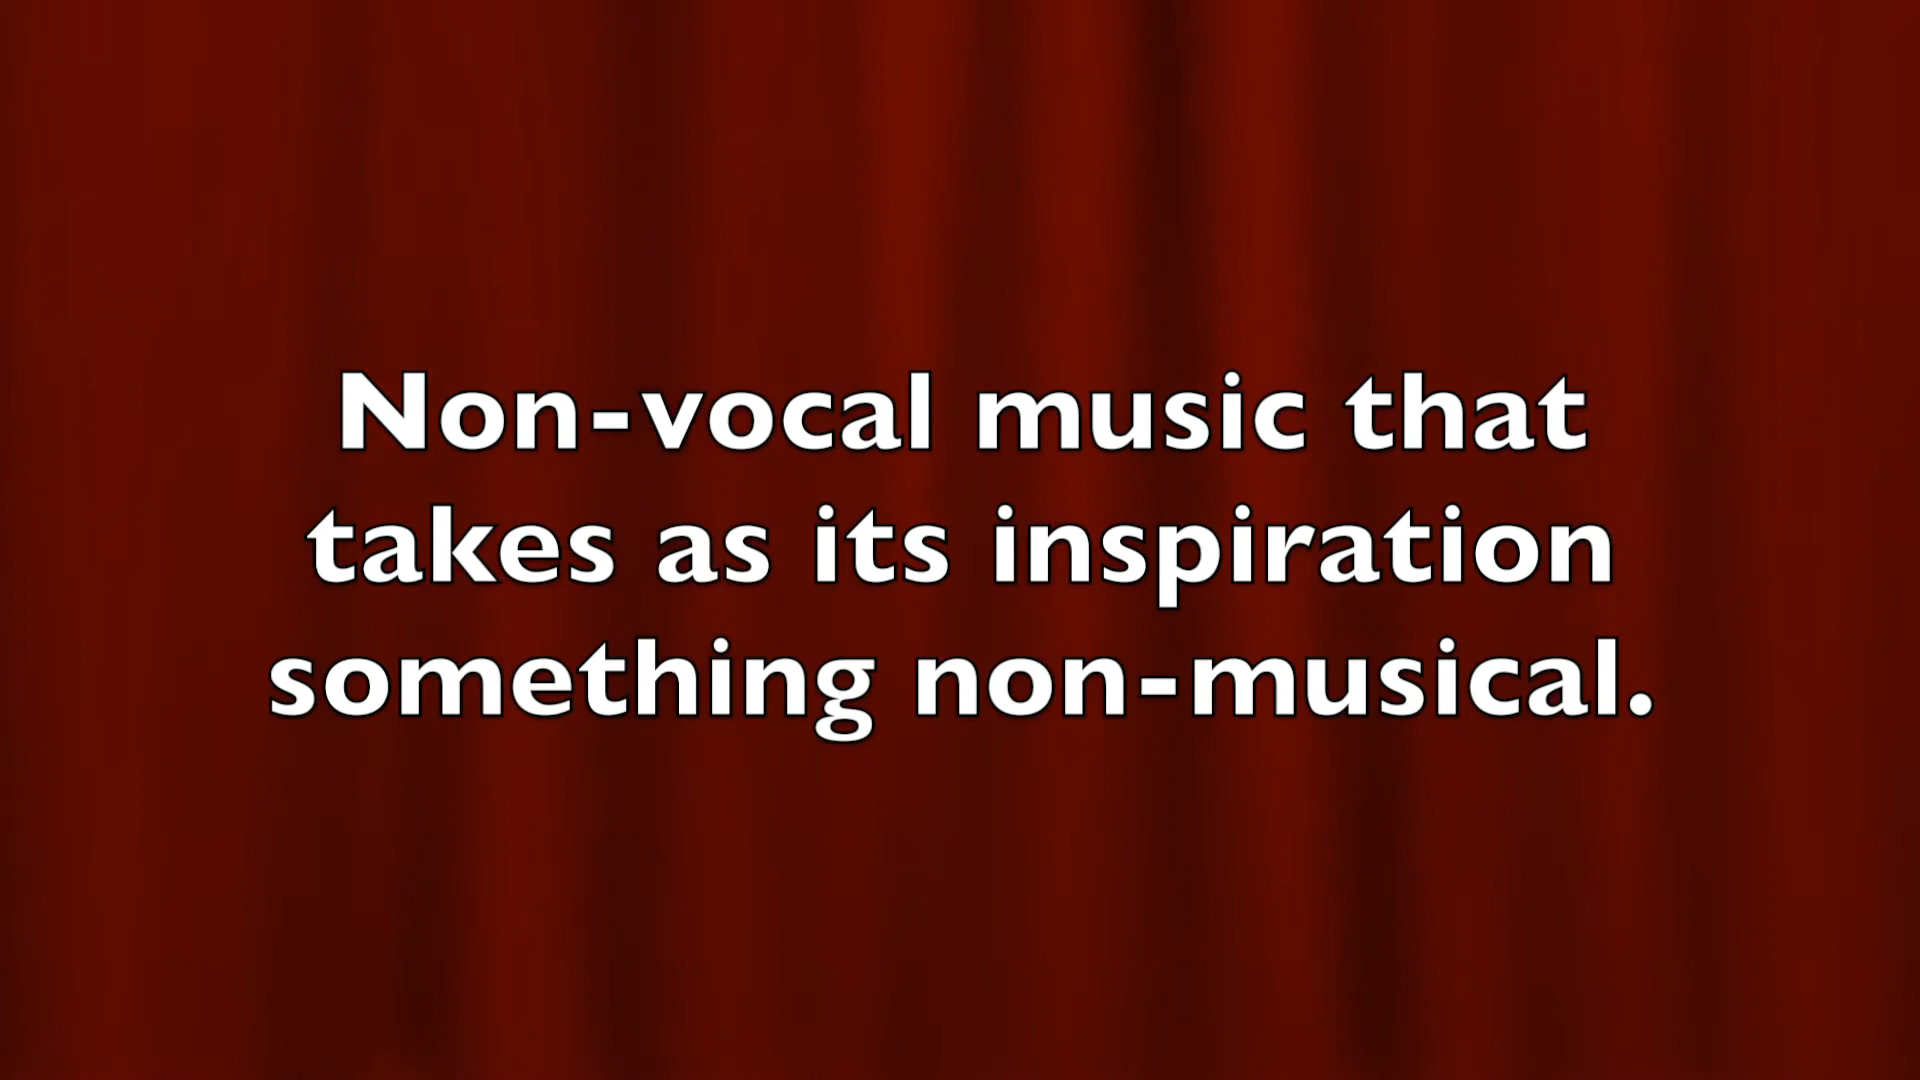 Non-vocal music that
takes as its inspiration
something non-musical.